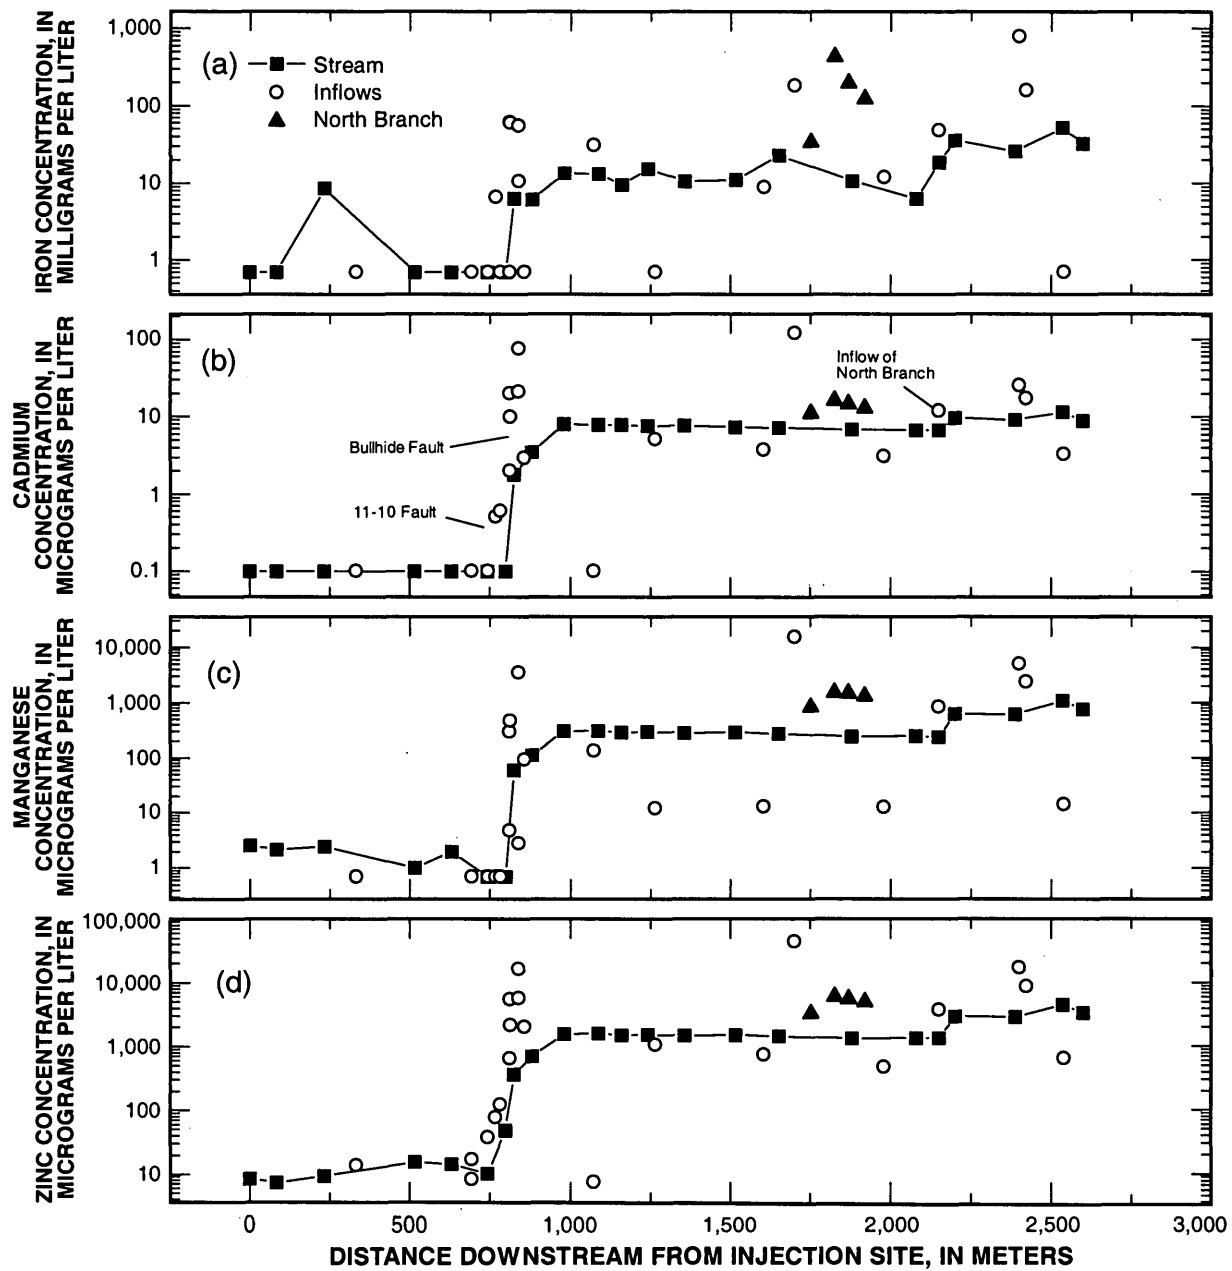 IRON CONCENTRATION, IN
MILLIGRAMS PER LITER
1,000
100
10
1
(a)
Stream
Inflows
North Branch
CADMIUM
CONCENTRATION, IN
MICROGRAMS PER LITER
100
10
1
0.1
(b)
Inflow of
North Branch
Bullhide Fault
11-10 Fault
MANGANESE
CONCENTRATION, IN
MICROGRAMS PER LITER
10,000
1,000
100
10
1
(c)
ZINC CONCENTRATION, IN
MICROGRAMS PER LITER
100,000
10,000
1,000
100
10
(d)
0 500 1,000 1,500 2,000 2,500 3,000
DISTANCE DOWNSTREAM FROM INJECTION SITE, IN METERS